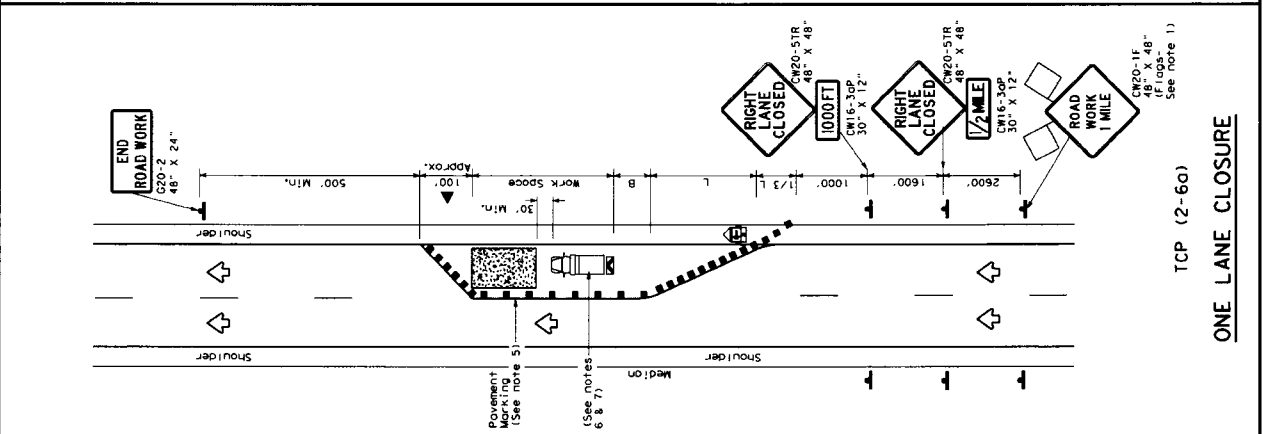 END
ROAD WORK
G20-2
48" X 24"
500' Min.
100'
Approx.
Work Space
30' Min.
B
L
1/3 L
1000'
1600'
2600'
RIGHT
LANE
CLOSED
CW20-5TR
48" X 48"
1000 FT
CW16-3aP
30" X 12"
RIGHT
LANE
CLOSED
CW20-5TR
48" X 48"
1/2 MILE
CW16-3aP
30" X 12"
ROAD
WORK
1 MILE
CW20-1F
48" X 48"
(Flags-
See note 1)
Shoulder
Shoulder
Shoulder
Median
Pavement
Marking
(See note 5)
(See notes
6 & 7)
TCP (2-6a)
ONE LANE CLOSURE